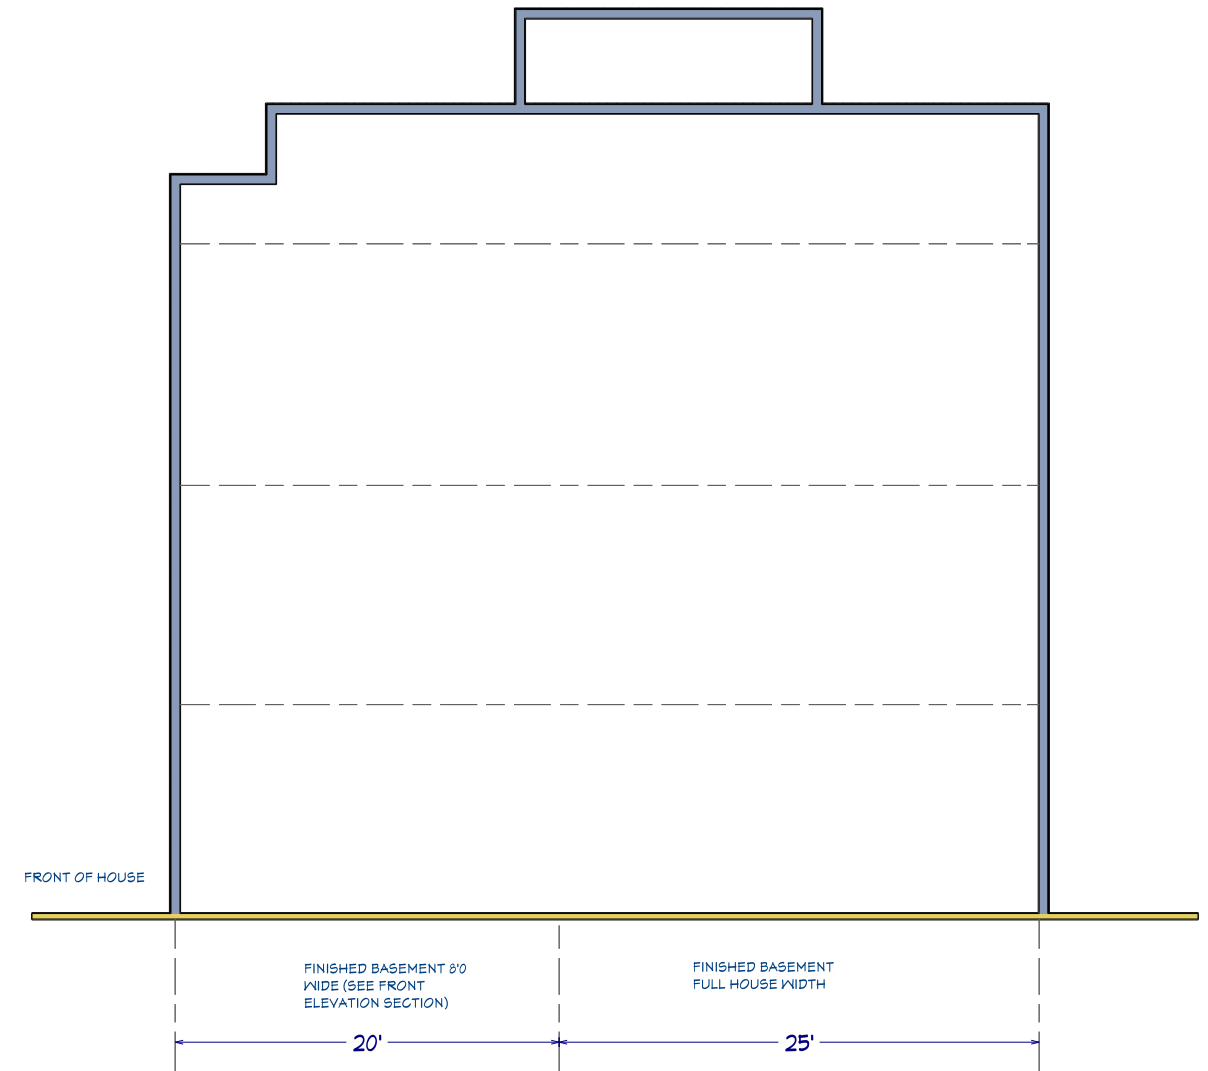 FRONT OF HOUSE
FINISHED BASEMENT 8'0
WIDE (SEE FRONT
ELEVATION SECTION)
FINISHED BASEMENT
FULL HOUSE WIDTH
20'
25'